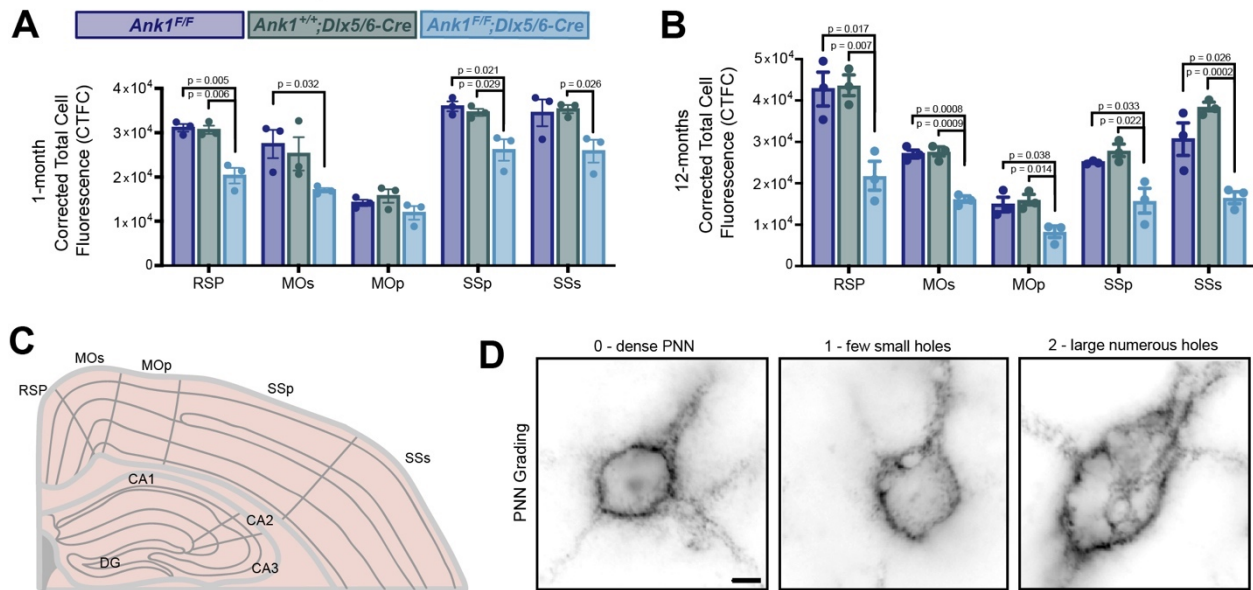 A
Ank1F/F
Ank1+/+;Dlx5/6-Cre
Ank1F/F;Dlx5/6-Cre
1-month
Corrected Total Cell
Fluorescence (CTFC)
4×10⁴
3×10⁴
2×10⁴
1×10⁴
0
p = 0.005
p = 0.006
p = 0.032
p = 0.021
p = 0.029
p = 0.026
RSP
MOs
MOp
SSp
SSs
B
12-months
Corrected Total Cell
Fluorescence (CTFC)
5×10⁴
4×10⁴
3×10⁴
2×10⁴
1×10⁴
0
p = 0.017
p = 0.007
p = 0.0008
p = 0.0009
p = 0.038
p = 0.014
p = 0.033
p = 0.022
p = 0.026
p = 0.0002
RSP
MOs
MOp
SSp
SSs
C
RSP
MOs
MOp
SSp
SSs
CA1
CA2
CA3
DG
D
PNN Grading
0 - dense PNN
1 - few small holes
2 - large numerous holes